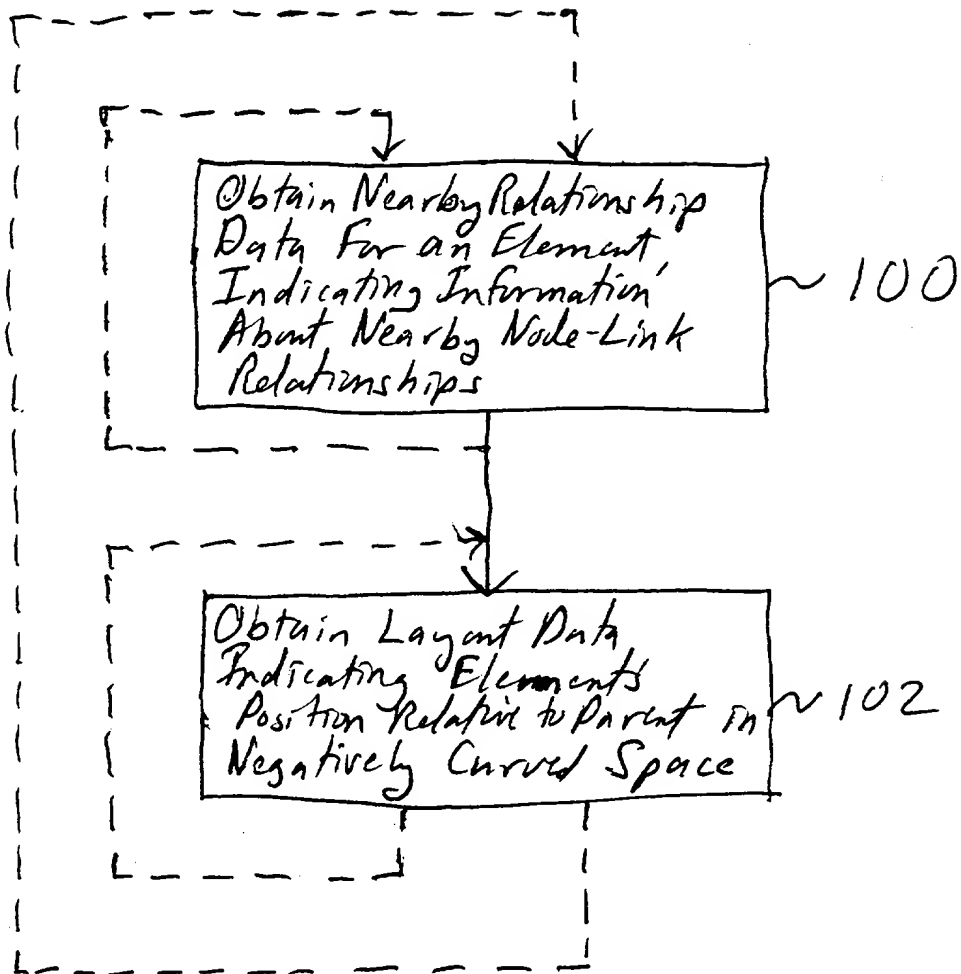 Obtain Nearby Relationship
Data For an Element,
Indicating Information
About Nearby Node-Link
Relationships
100
Obtain Layout Data
Indicating Element's
Position Relative to Parent in
Negatively Curved Space
102